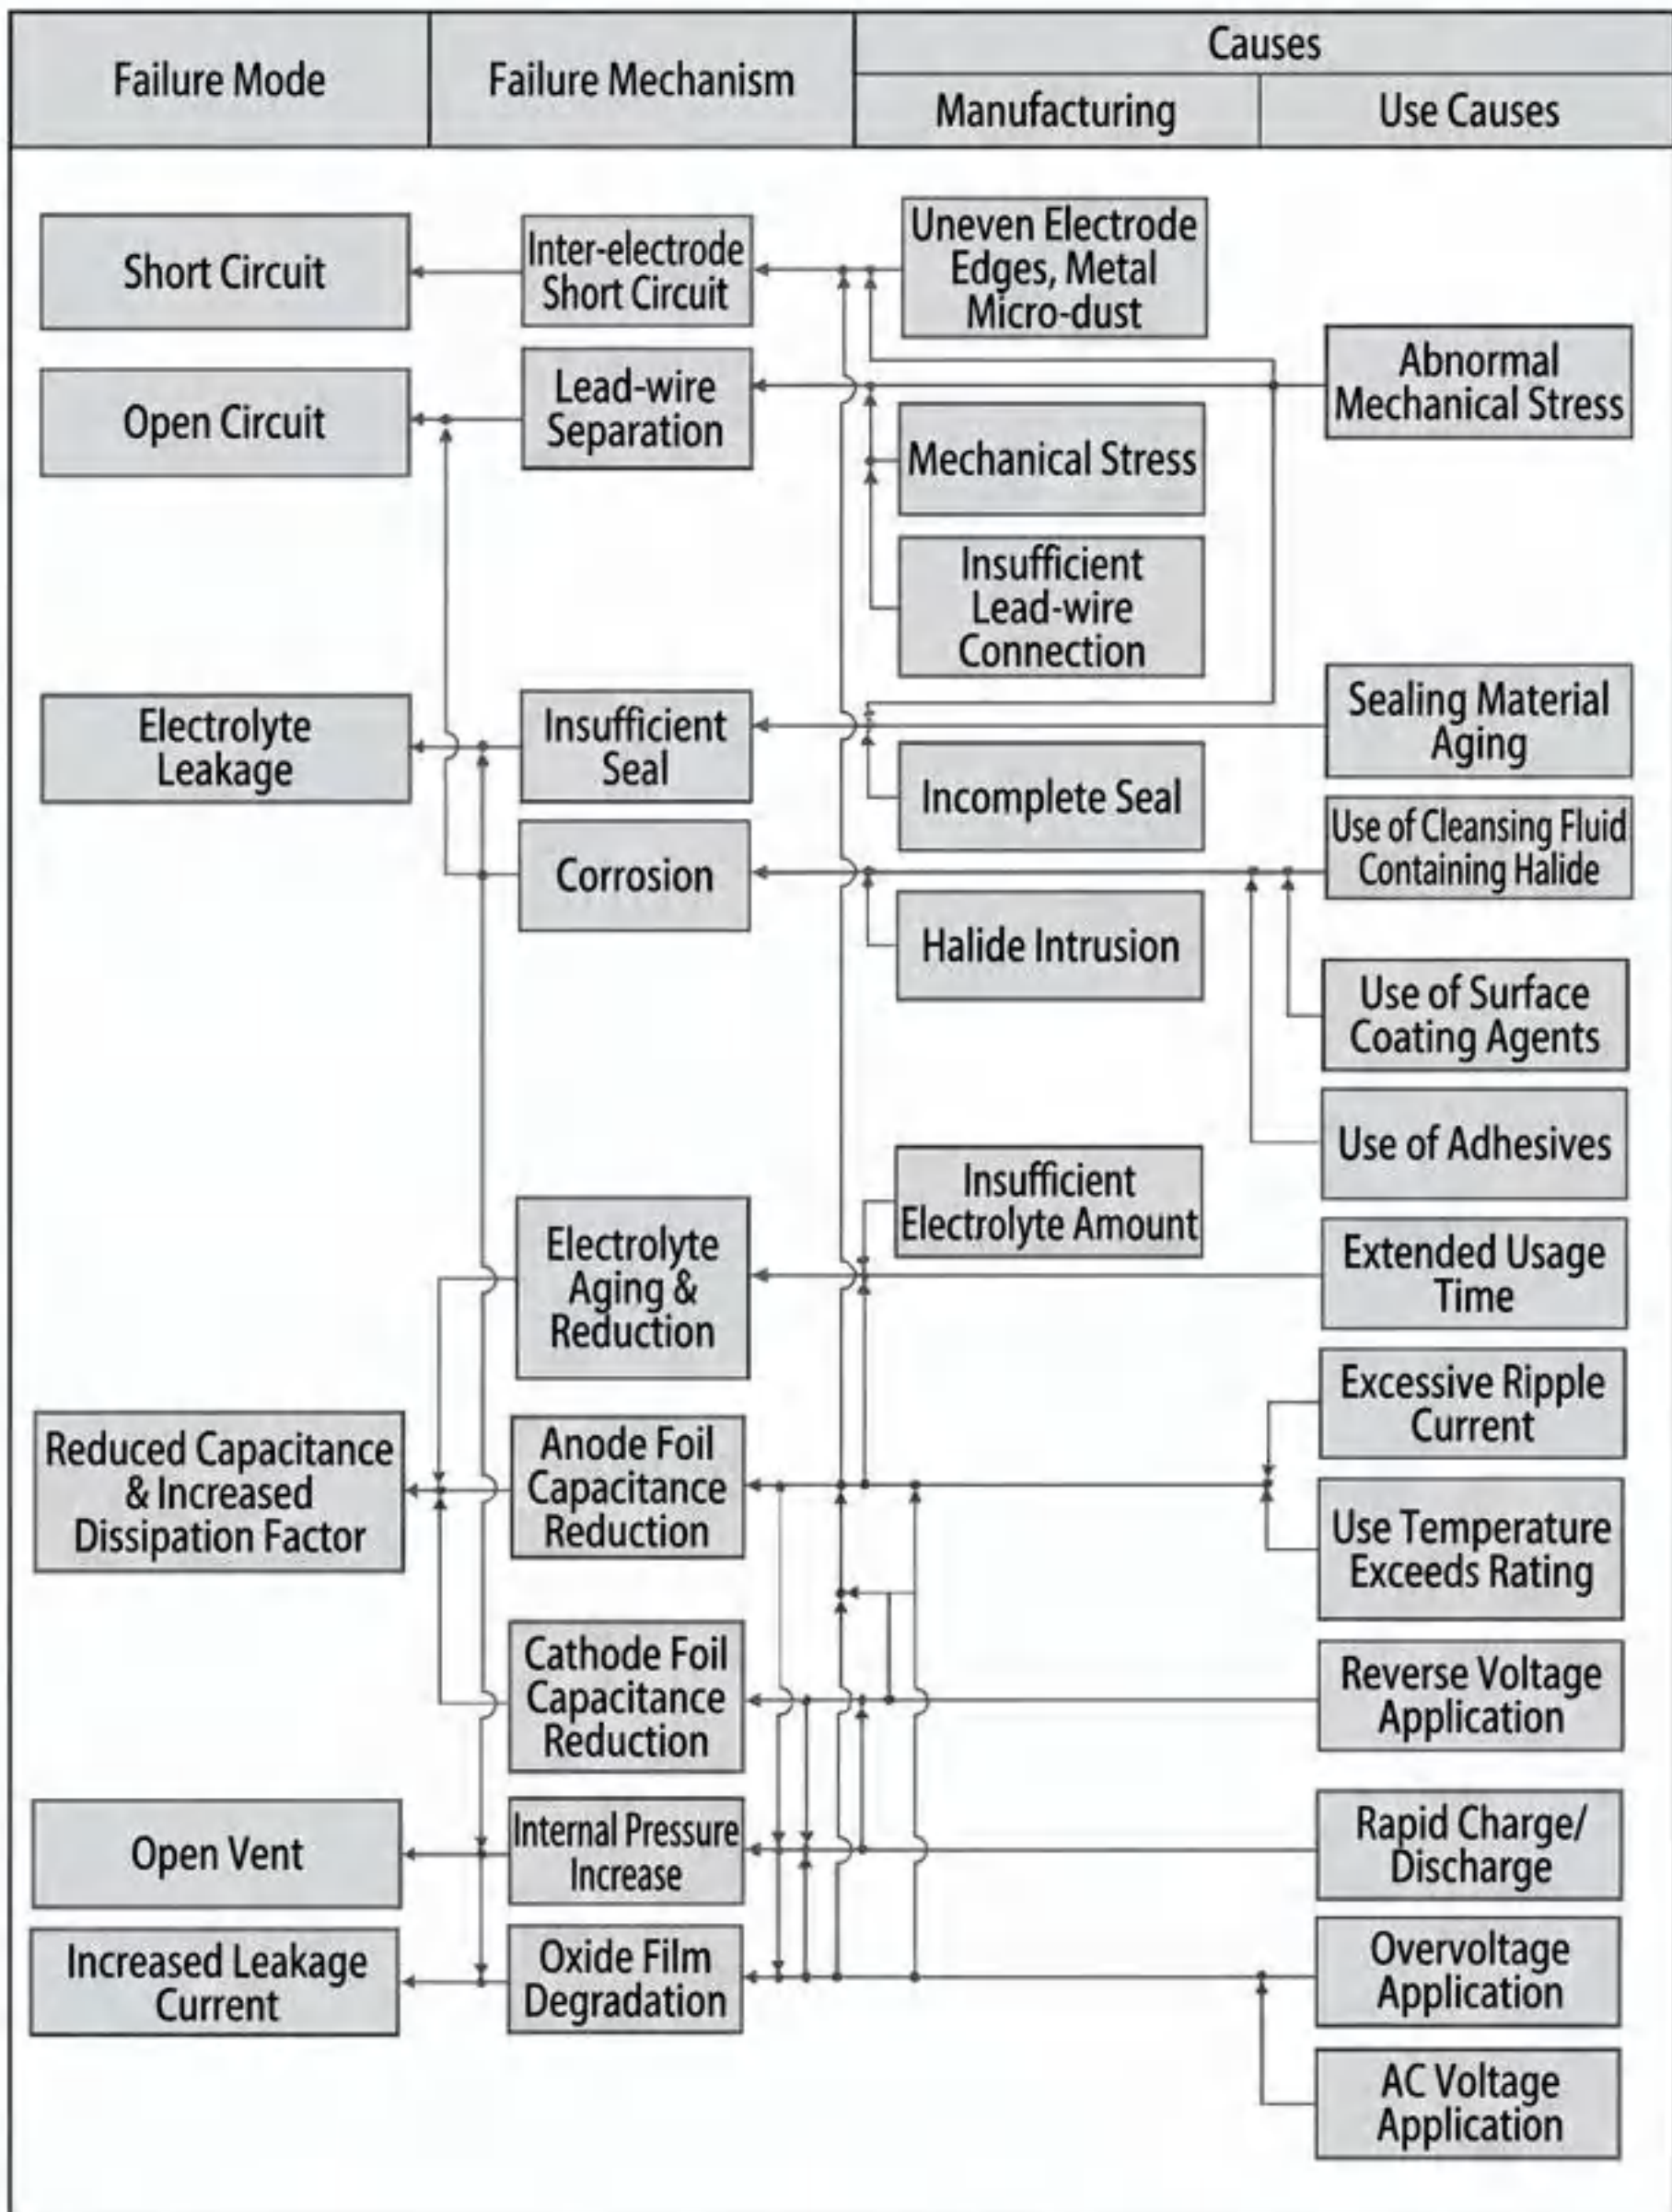 Failure Mode
Failure Mechanism
Causes
Manufacturing
Use Causes
Short Circuit
Inter-electrode
Short Circuit
Uneven Electrode
Edges, Metal
Micro-dust
Abnormal
Mechanical Stress
Open Circuit
Lead-wire
Separation
Mechanical Stress
Insufficient
Lead-wire
Connection
Electrolyte
Leakage
Insufficient
Seal
Sealing Material
Aging
Incomplete Seal
Use of Cleansing Fluid
Containing Halide
Corrosion
Halide Intrusion
Use of Surface
Coating Agents
Use of Adhesives
Insufficient
Electrolyte Amount
Electrolyte
Aging &
Reduction
Extended Usage
Time
Excessive Ripple
Current
Reduced Capacitance
& Increased
Dissipation Factor
Anode Foil
Capacitance
Reduction
Use Temperature
Exceeds Rating
Cathode Foil
Capacitance
Reduction
Reverse Voltage
Application
Open Vent
Internal Pressure
Increase
Rapid Charge/
Discharge
Increased Leakage
Current
Oxide Film
Degradation
Overvoltage
Application
AC Voltage
Application